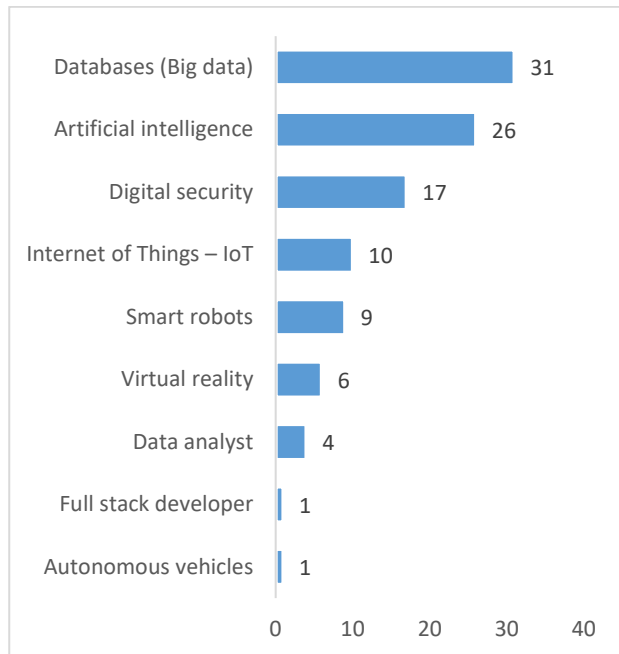 Databases (Big data) 31
Artificial intelligence 26
Digital security 17
Internet of Things – IoT 10
Smart robots 9
Virtual reality 6
Data analyst 4
Full stack developer 1
Autonomous vehicles 1
0 10 20 30 40